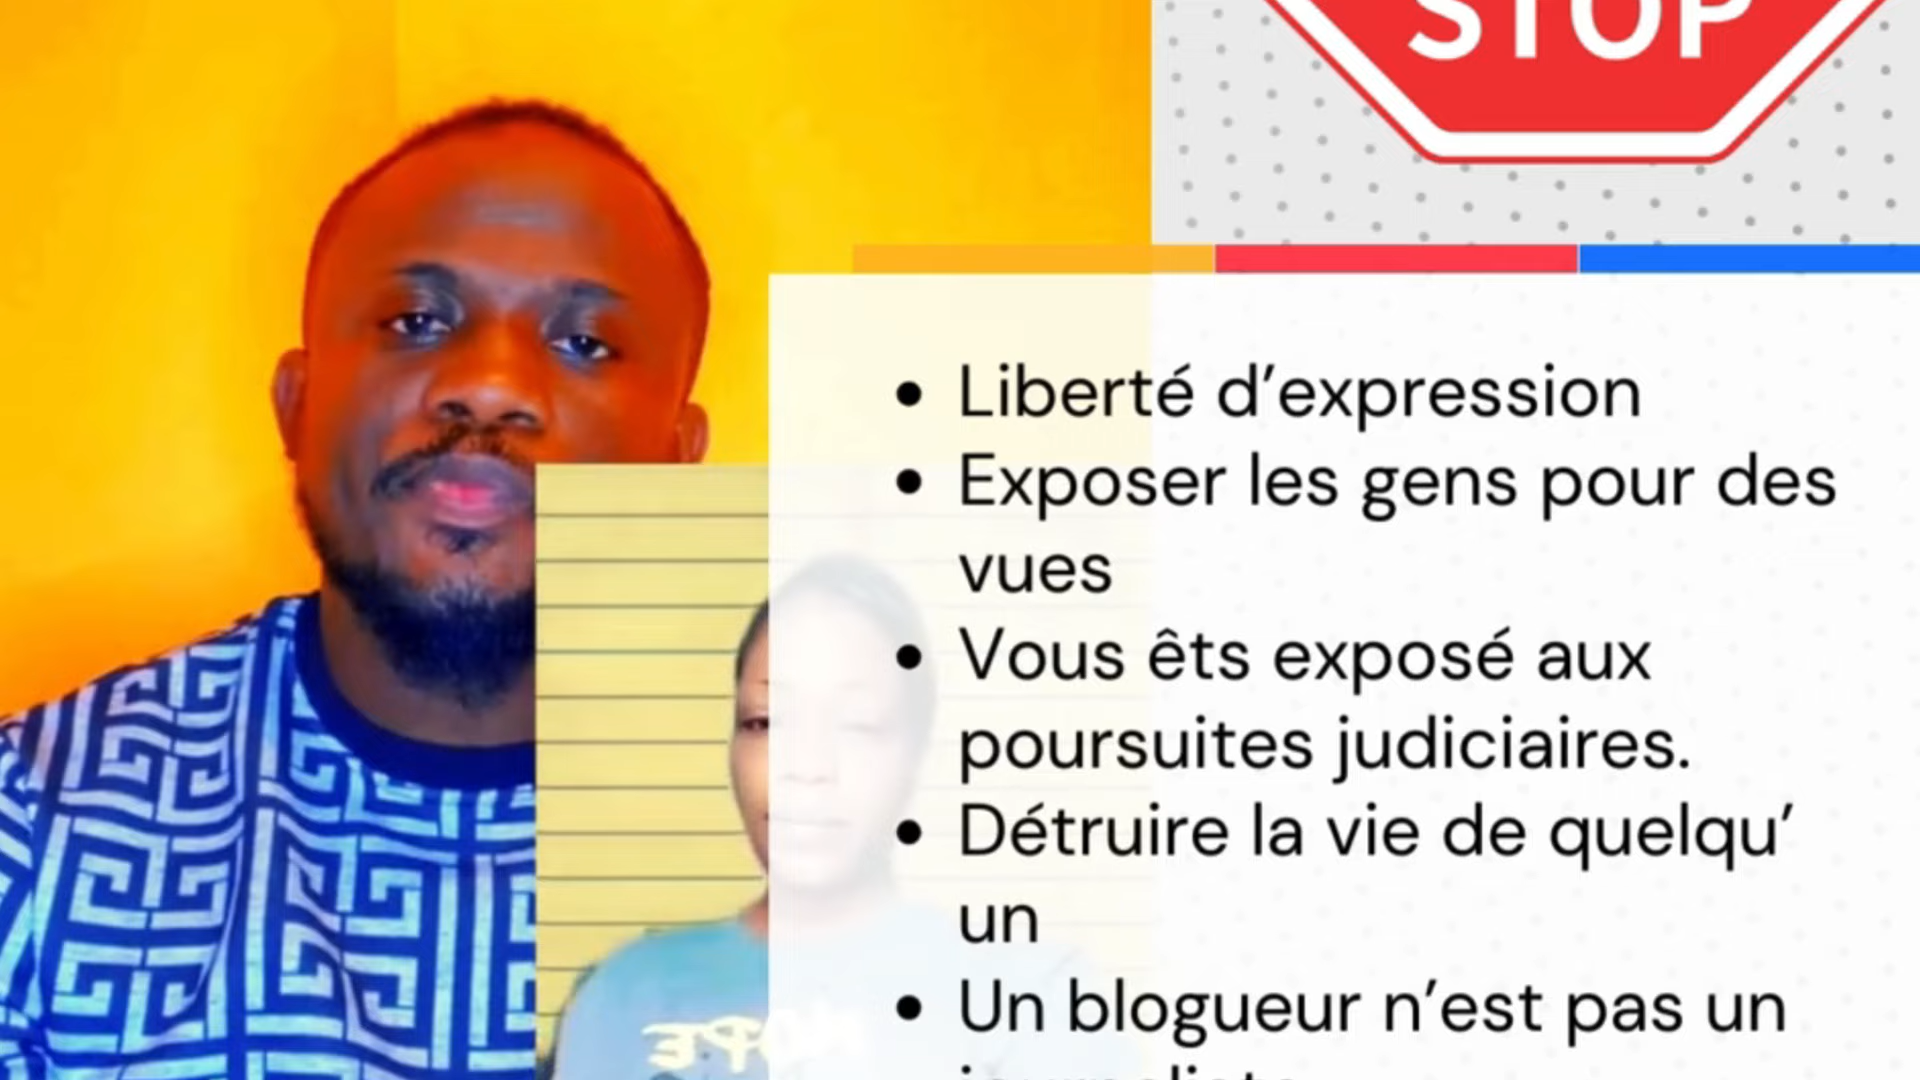 STOP
• Liberté d’expression
• Exposer les gens pour des
vues
• Vous êts exposé aux
poursuites judiciaires.
• Détruire la vie de quelqu’
un
• Un blogueur n’est pas un
journaliste